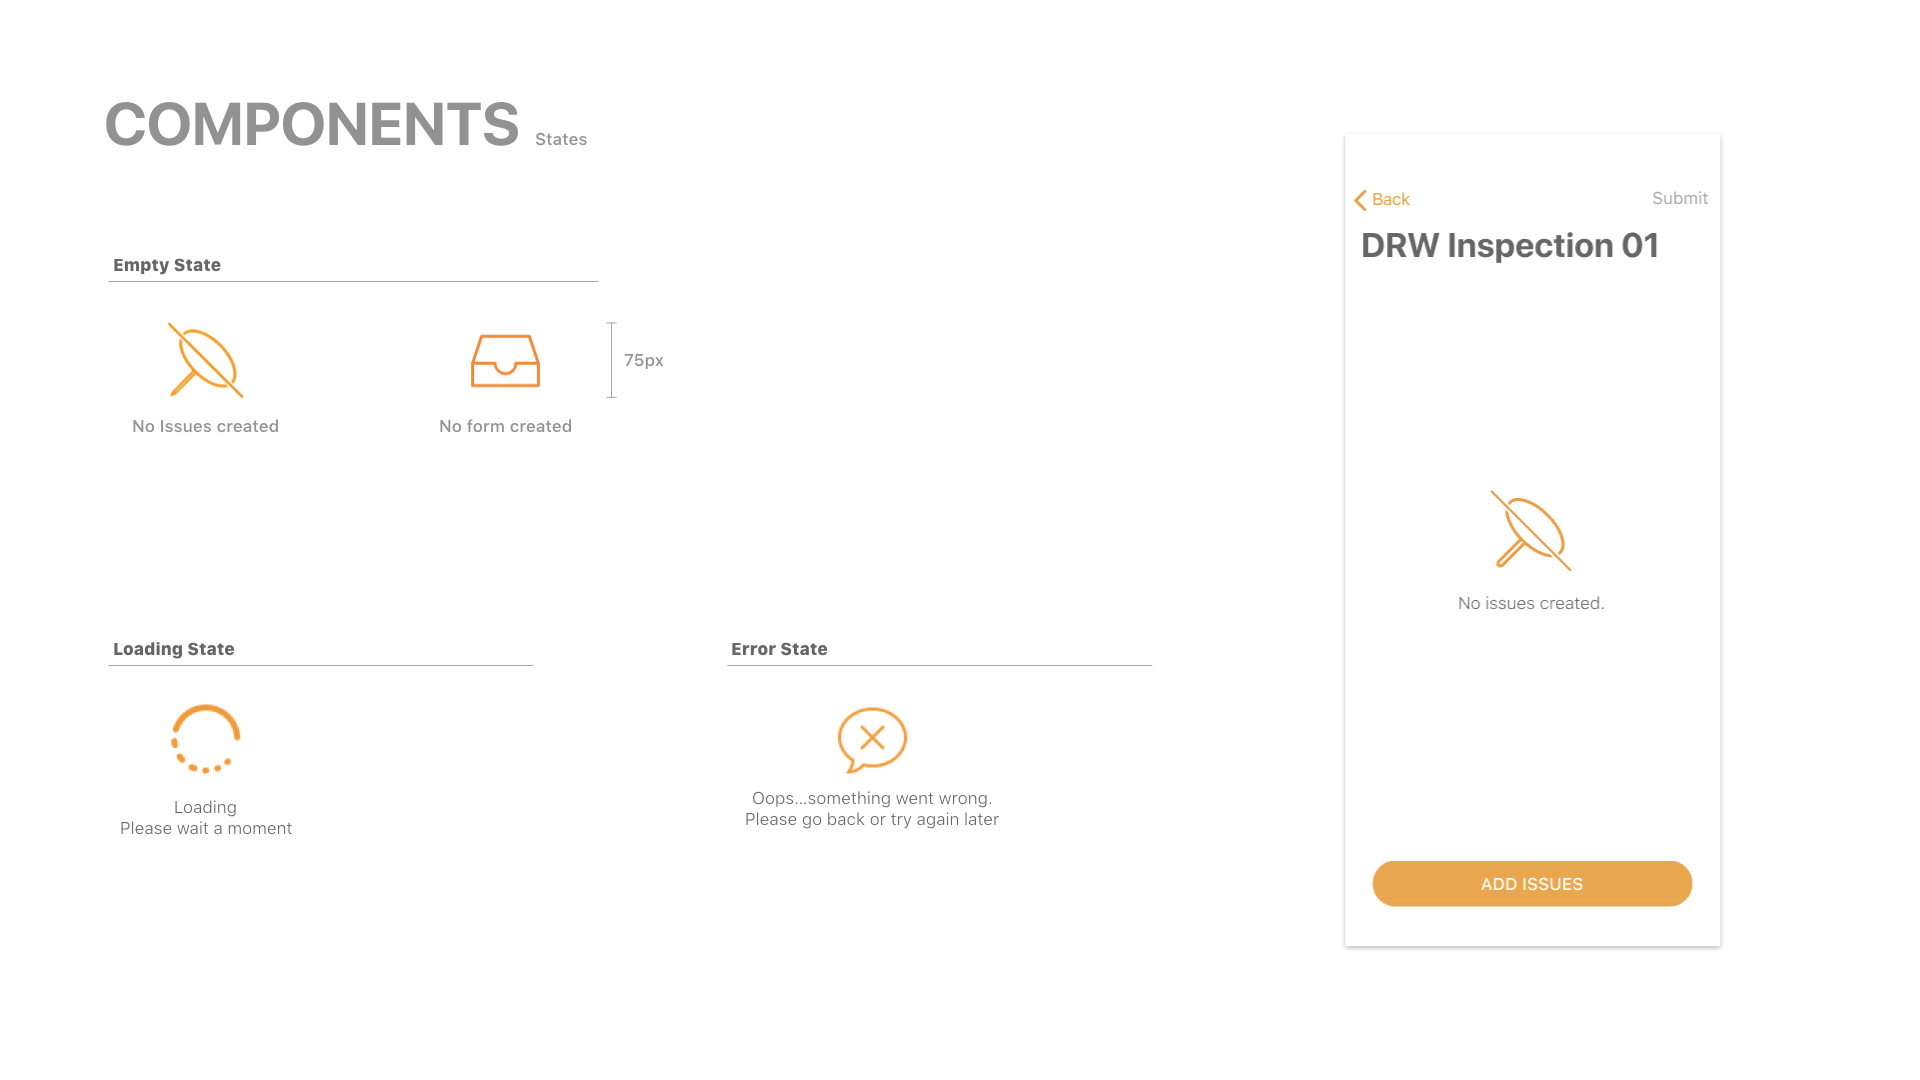 COMPONENTS States
Empty State
No Issues created
No form created
75px
Loading State
Loading
Please wait a moment
Error State
Oops...something went wrong.
Please go back or try again later
Back
Submit
DRW Inspection 01
No issues created.
ADD ISSUES